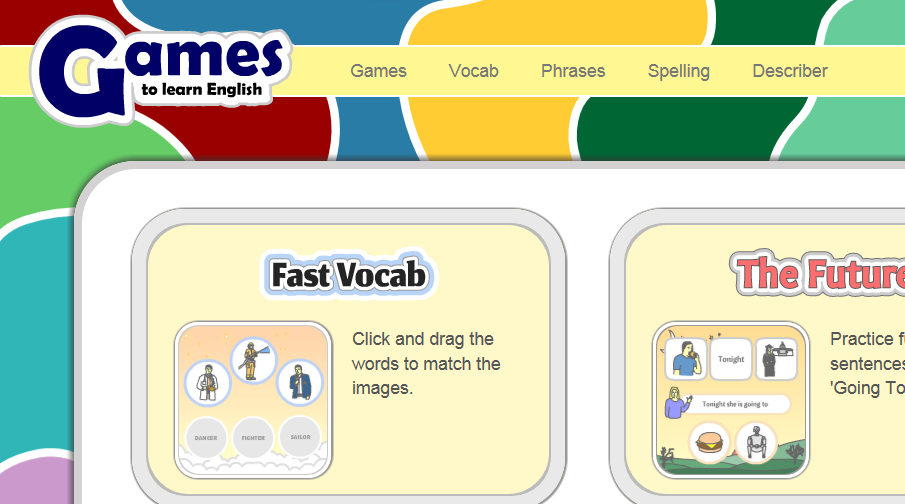 Games
to learn English
Games Vocab Phrases Spelling Describer
Fast Vocab
Click and drag the
words to match the
images.
DANCER FIGHTER SAILOR
The Future
Tonight
Tonight she is going to
Practice f
sentences
'Going To